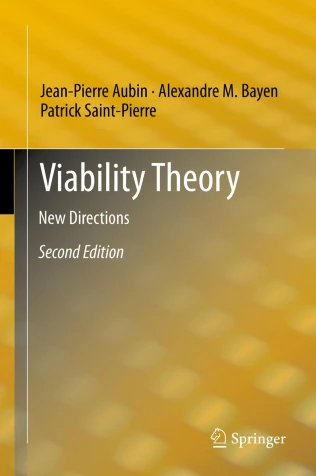 Jean-Pierre Aubin · Alexandre M. Bayen
Patrick Saint-Pierre
Viability Theory
New Directions
Second Edition
Springer